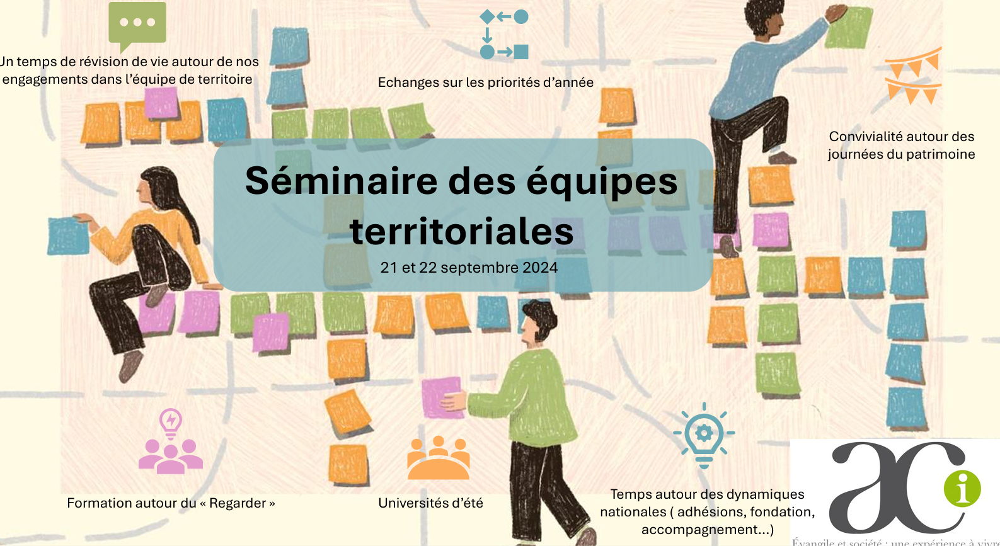 Un temps de révision de vie autour de nos
engagements dans l’équipe de territoire
Echanges sur les priorités d’année
Convivialité autour des
journées du patrimoine
Séminaire des équipes
territoriales
21 et 22 septembre 2024
Formation autour du « Regarder »
Universités d’été
Temps autour des dynamiques
nationales ( adhésions, fondation,
accompagnement...)
aci
Évangile et société : une expérience à vivre